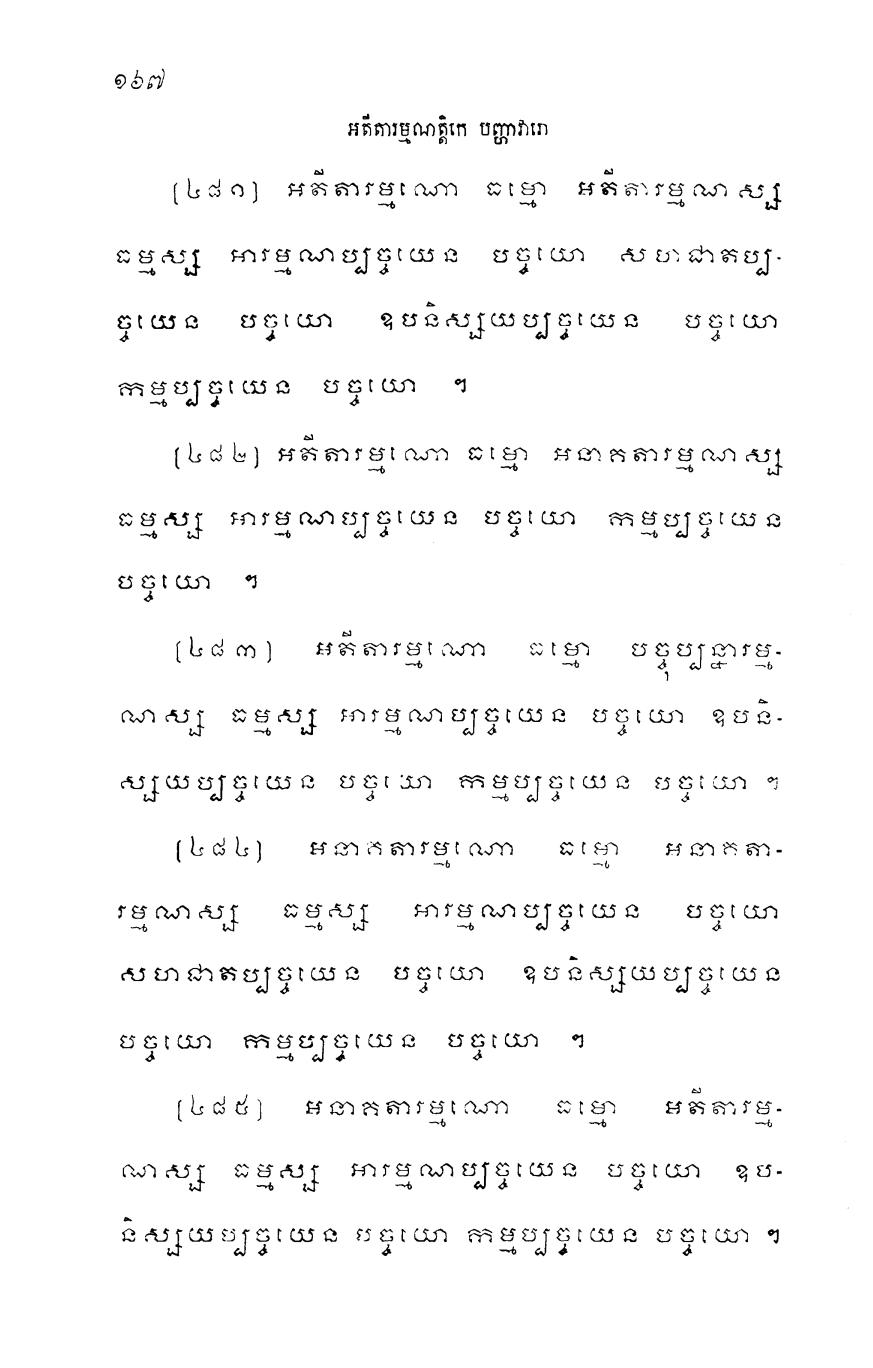 ១៦៧
អតីតារម្មណត្តិកេ បញ្ហាវារោ
[៤៨១] អតីតារម្មណោ ធម្មោ អតីតារម្មណស្ស
ធម្មស្ស អារម្មណប្បច្ចយេន បច្ចយោ សហជាតប្ប-
ច្ចយេន បច្ចយោ ឧបនិស្សយប្បច្ចយេន បច្ចយោ
កម្មប្បច្ចយេន បច្ចយោ ។
[៤៨២] អតីតារម្មណោ ធម្មោ អនាគតារម្មណស្ស
ធម្មស្ស អារម្មណប្បច្ចយេន បច្ចយោ កម្មប្បច្ចយេន
បច្ចយោ ។
[៤៨៣] អតីតារម្មណោ ធម្មោ បច្ចុប្បន្នារម្ម-
ណស្ស ធម្មស្ស អារម្មណប្បច្ចយេន បច្ចយោ ឧបនិ-
ស្សយប្បច្ចយេន បច្ចយោ កម្មប្បច្ចយេន បច្ចយោ ។
[៤៨៤] អនាគតារម្មណោ ធម្មោ អនាគតា-
រម្មណស្ស ធម្មស្ស អារម្មណប្បច្ចយេន បច្ចយោ
សហជាតប្បច្ចយេន បច្ចយោ ឧបនិស្សយប្បច្ចយេន
បច្ចយោ កម្មប្បច្ចយេន បច្ចយោ ។
[៤៨៥] អនាគតារម្មណោ ធម្មោ អតីតារម្ម-
ណស្ស ធម្មស្ស អារម្មណប្បច្ចយេន បច្ចយោ ឧប-
និស្សយប្បច្ចយេន បច្ចយោ កម្មប្បច្ចយេន បច្ចយោ ។